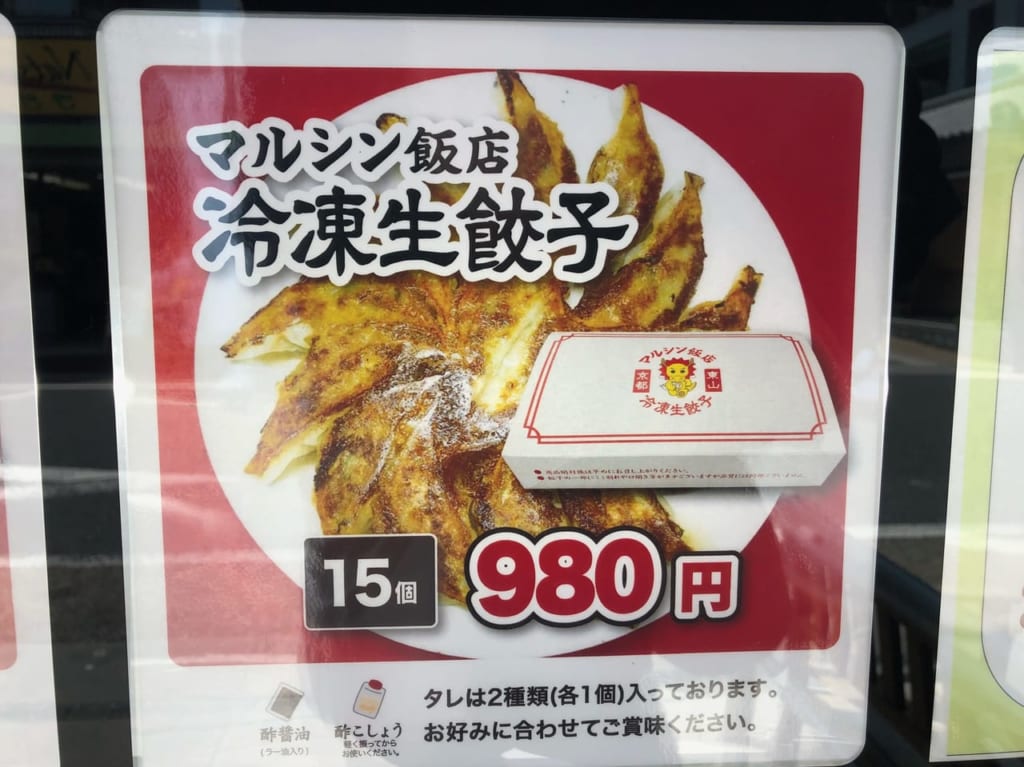 マルシン飯店
冷凍生餃子
マルシン飯店
京都
東山
冷凍生餃子
15個
980円
タレは2種類(各1個)入っております。
お好みに合わせてご賞味ください。
酢醤油
(ラー油入り)
酢こしょう
軽く振ってから
お使いください。